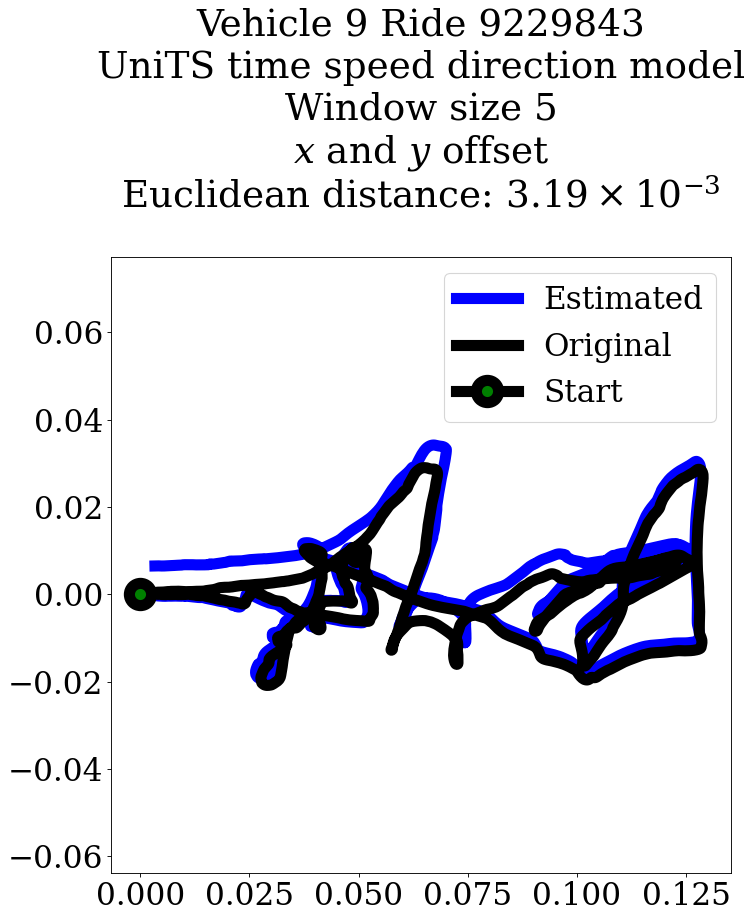 Vehicle 9 Ride 9229843
UniTS time speed direction model
Window size 5
x and y offset
Euclidean distance: 3.19 × 10⁻³
Estimated
Original
Start
0.06
0.04
0.02
0.00
−0.02
−0.04
−0.06
0.000 0.025 0.050 0.075 0.100 0.125